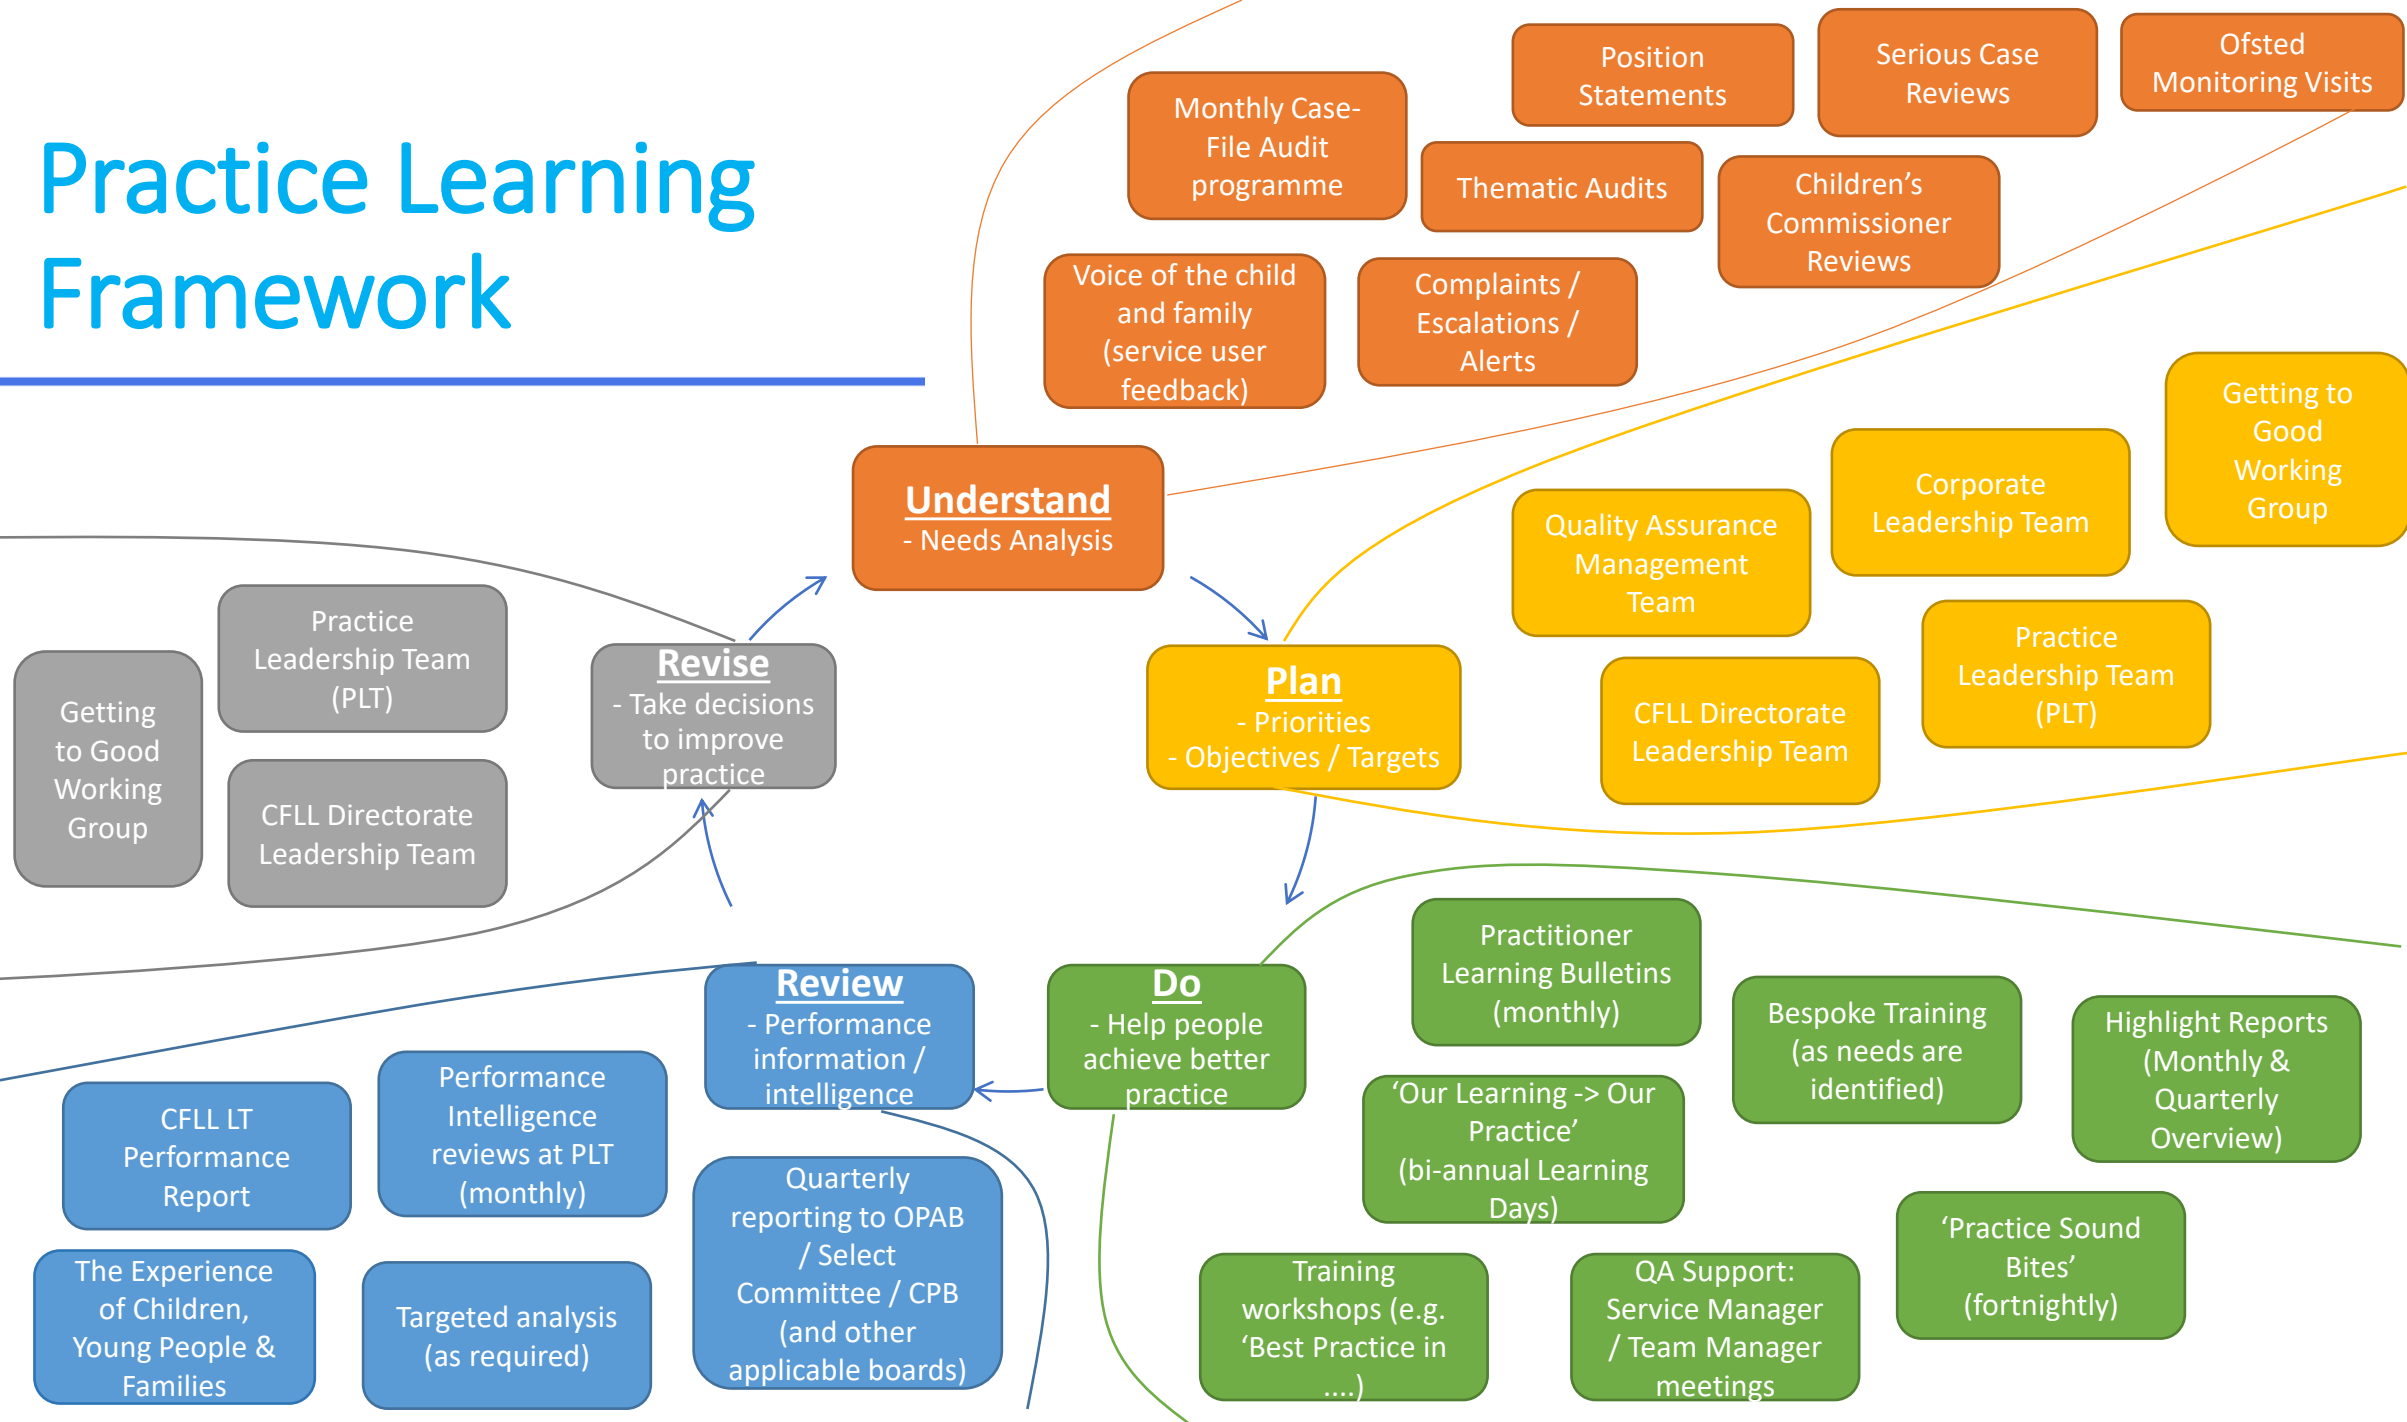 Practice Learning
Framework
Monthly Case-
File Audit
programme
Position
Statements
Serious Case
Reviews
Ofsted
Monitoring Visits
Thematic Audits
Children’s
Commissioner
Reviews
Voice of the child
and family
(service user
feedback)
Complaints /
Escalations /
Alerts
Understand
- Needs Analysis
Getting to
Good
Working
Group
Corporate
Leadership Team
Quality Assurance
Management
Team
Practice
Leadership Team
(PLT)
CFLL Directorate
Leadership Team
Plan
- Priorities
- Objectives / Targets
Revise
- Take decisions
to improve
practice
Practice
Leadership Team
(PLT)
Getting
to Good
Working
Group
CFLL Directorate
Leadership Team
Review
- Performance
information /
intelligence
Do
- Help people
achieve better
practice
Practitioner
Learning Bulletins
(monthly)
Bespoke Training
(as needs are
identified)
Highlight Reports
(Monthly &
Quarterly
Overview)
‘Our Learning -> Our
Practice’
(bi-annual Learning
Days)
‘Practice Sound
Bites’
(fortnightly)
Training
workshops (e.g.
‘Best Practice in
....)
QA Support:
Service Manager
/ Team Manager
meetings
CFLL LT
Performance
Report
Performance
Intelligence
reviews at PLT
(monthly)
Quarterly
reporting to OPAB
/ Select
Committee / CPB
(and other
applicable boards)
The Experience
of Children,
Young People &
Families
Targeted analysis
(as required)